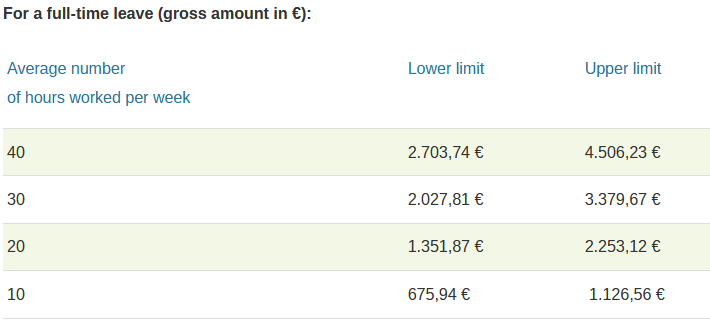 For a full-time leave (gross amount in €):
Average number Lower limit Upper limit
of hours worked per week
40 2.703,74 € 4.506,23 €
30 2.027,81 € 3.379,67 €
20 1.351,87 € 2.253,12 €
10 675,94 € 1.126,56 €